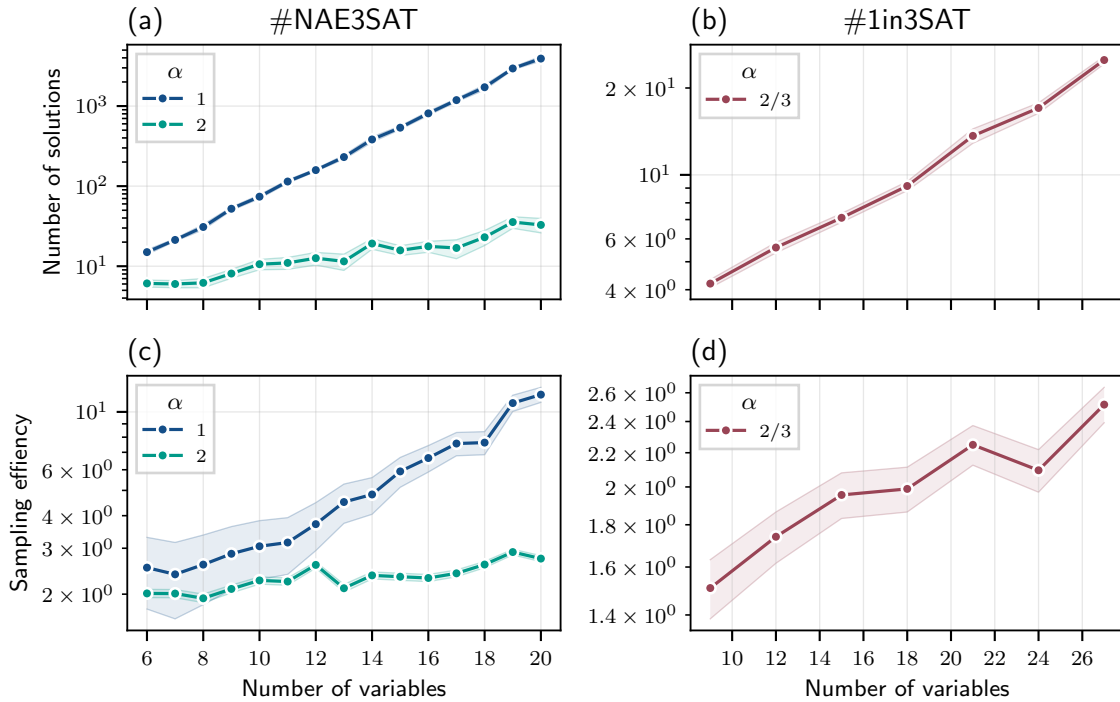 (a)
#NAE3SAT
Number of solutions
10³
10²
10¹
α
1
2
(b)
#1in3SAT
2 × 10¹
10¹
6 × 10⁰
4 × 10⁰
α
2/3
(c)
Sampling effiency
10¹
6 × 10⁰
4 × 10⁰
3 × 10⁰
2 × 10⁰
α
1
2
6 8 10 12 14 16 18 20
Number of variables
(d)
2.6 × 10⁰
2.4 × 10⁰
2.2 × 10⁰
2 × 10⁰
1.8 × 10⁰
1.6 × 10⁰
1.4 × 10⁰
α
2/3
10 12 14 16 18 20 22 24 26
Number of variables